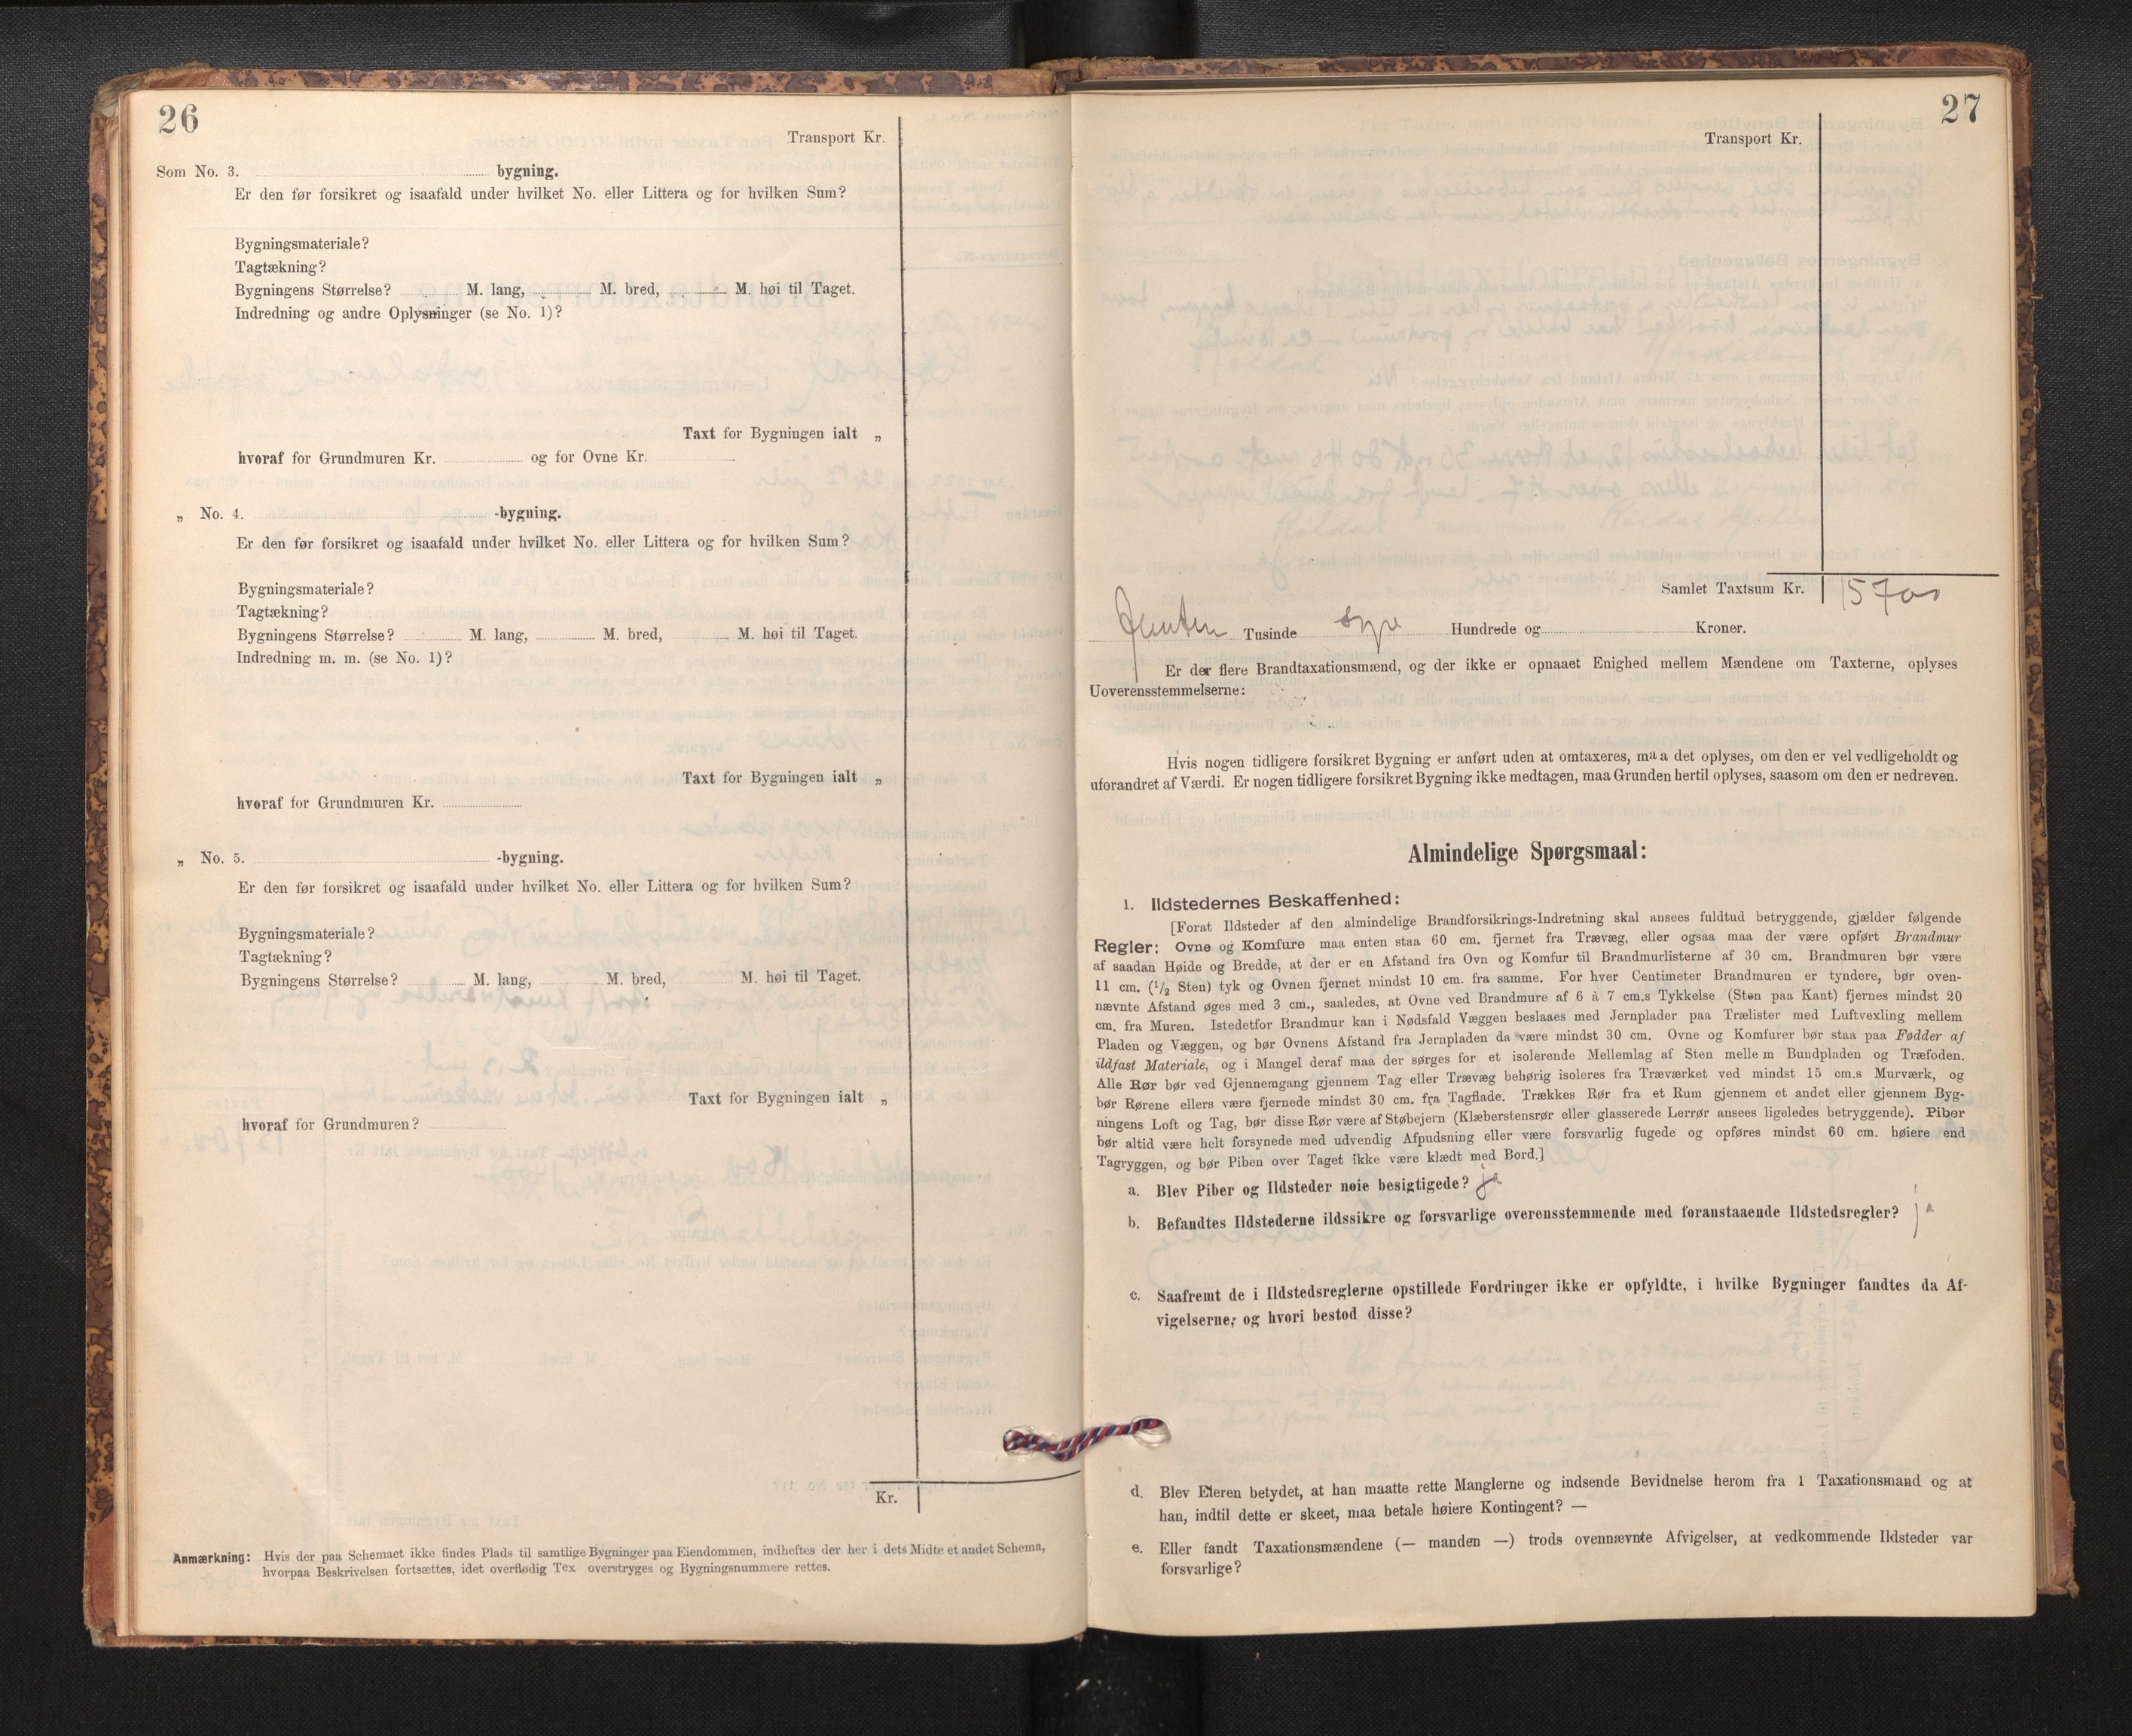 26
Transport Kr.
Som No. 3. bygning.
Er den før forsikret og isaafald under hvilket No. eller Littera og for hvilken Sum?
Bygningsmateriale?
Tagtækning?
Bygningens Størrelse? M. lang, M. bred, M. høi til Taget.
Indredning og andre Oplysninger (se No. 1)?
Taxt for Bygningen ialt „
hvoraf for Grundmuren Kr. og for Ovne Kr.
„ No. 4. -bygning.
Er den før forsikret og isaafald under hvilket No. eller Littera og for hvilken Sum?
Bygningsmateriale?
Tagtækning?
Bygningens Størrelse? M. lang, M. bred, M. høi til Taget.
Indredning m. m. (se No. 1)?
Taxt for Bygningen ialt „
hvoraf for Grundmuren Kr.
„ No. 5. -bygning.
Er den før forsikret og isaafald under hvilket No. eller Littera og for hvilken Sum?
Bygningsmateriale?
Tagtækning?
Bygningens Størrelse? M. lang, M. bred, M. høi til Taget.
Taxt for Bygningen ialt „
hvoraf for Grundmuren?
Kr.
Anmærkning: Hvis der paa Schemaet ikke findes Plads til samtlige Bygninger paa Eiendommen, indheftes der her i dets Midte et andet Schema,
hvorpaa Beskrivelsen fortsættes, idet overflødig Tex overstryges og Bygningsnummere rettes.
27
Transport Kr.
Samlet Taxtsum Kr. 15700
Femten Tusinde syv Hundrede og Kroner.
Er der flere Brandtaxationsmænd, og der ikke er opnaaet Enighed mellem Mændene om Taxterne, oplyses
Uoverensstemmelserne:
Hvis nogen tidligere forsikret Bygning er anført uden at omtaxeres, maa det oplyses, om den er vel vedligeholdt og
uforandret af Værdi. Er nogen tidligere forsikret Bygning ikke medtagen, maa Grunden hertil oplyses, saasom om den er nedreven.
Almindelige Spørgsmaal:
1. Ildstedernes Beskaffenhed:
[Forat Ildsteder af den almindelige Brandforsikrings-Indretning skal ansees fuldtud betryggende, gjælder følgende
Regler: Ovne og Komfure maa enten staa 60 cm. fjernet fra Trævæg, eller ogsaa maa der være opført Brandmur
af saadan Høide og Bredde, at der er en Afstand fra Ovn og Komfur til Brandmurlisterne af 30 cm. Brandmuren bør være
11 cm. (1/2 Sten) tyk og Ovnen fjernet mindst 10 cm. fra samme. For hver Centimeter Brandmuren er tyndere, bør oven-
nævnte Afstand øges med 3 cm., saaledes, at Ovne ved Brandmure af 6 à 7 cm.s Tykkelse (Sten paa Kant) fjernes mindst 20
cm. fra Muren. Istedetfor Brandmur kan i Nødsfald Væggen beslaaes med Jernplader paa Trælister med Luftvexling mellem
Pladen og Væggen, og bør Ovnens Afstand fra Jernpladen da være mindst 30 cm. Ovne og Komfurer bør staa paa Fødder af
ildfast Materiale, og i Mangel deraf maa der sørges for et isolerende Mellemlag af Sten mellem Bundpladen og Træfoden.
Alle Rør bør ved Gjennemgang gjennem Tag eller Trævæg behørig isoleres fra Træværket ved mindst 15 cm.s Murværk, og
bør Rørene ellers være fjernede mindst 30 cm. fra Tagflade. Trækkes Rør fra et Rum gjennem et andet eller gjennem Byg-
ningens Loft og Tag, bør disse Rør være af Støbejern (Klæberstensrør eller glasserede Lerrør ansees ligeledes betryggende). Piber
bør altid være helt forsynede med udvendig Afpudsning eller være forsvarlig fugede og opføres mindst 60 cm. høiere end
Tagryggen, og bør Piben over Taget ikke være klædt med Bord.]
a. Blev Piber og Ildsteder nøie besigtigede? ja
b. Befandtes Ildstederne ildssikre og forsvarlige overensstemmende med foranstaaende Ildstedsregler? ja
c. Saafremt de i Ildstedsreglerne opstillede Fordringer ikke er opfyldte, i hvilke Bygninger fandtes da Af-
vigelserne, og hvori bestod disse?
d. Blev Eieren betydet, at han maatte rette Manglerne og indsende Bevidnelse herom fra 1 Taxationsmand og at
han, indtil dette er skeet, maa betale høiere Kontingent? —
e. Eller fandt Taxationsmændene (— manden —) trods ovennævnte Afvigelser, at vedkommende Ildsteder var
forsvarlige?